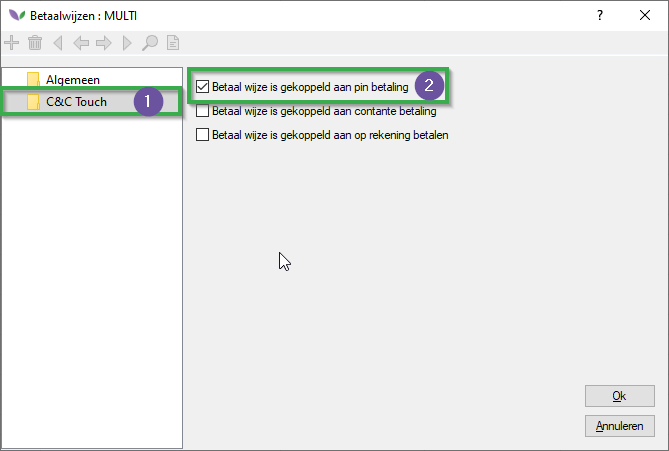 Betaalwijzen : MULTI
?
Algemeen
C&C Touch 1
Betaal wijze is gekoppeld aan pin betaling 2
Betaal wijze is gekoppeld aan contante betaling
Betaal wijze is gekoppeld aan op rekening betalen
Ok
Annuleren